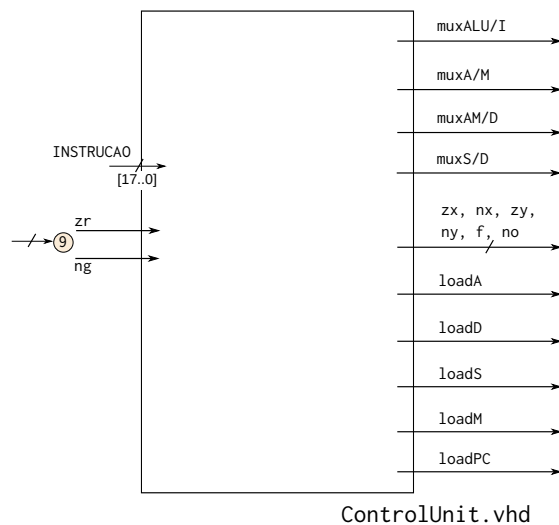 muxALU/I
muxA/M
muxAM/D
INSTRUCAO
muxS/D
[17..0]
zr
zx, nx, zy,
9
ny, f, no
ng
loadA
loadD
loadS
loadM
loadPC
ControlUnit.vhd